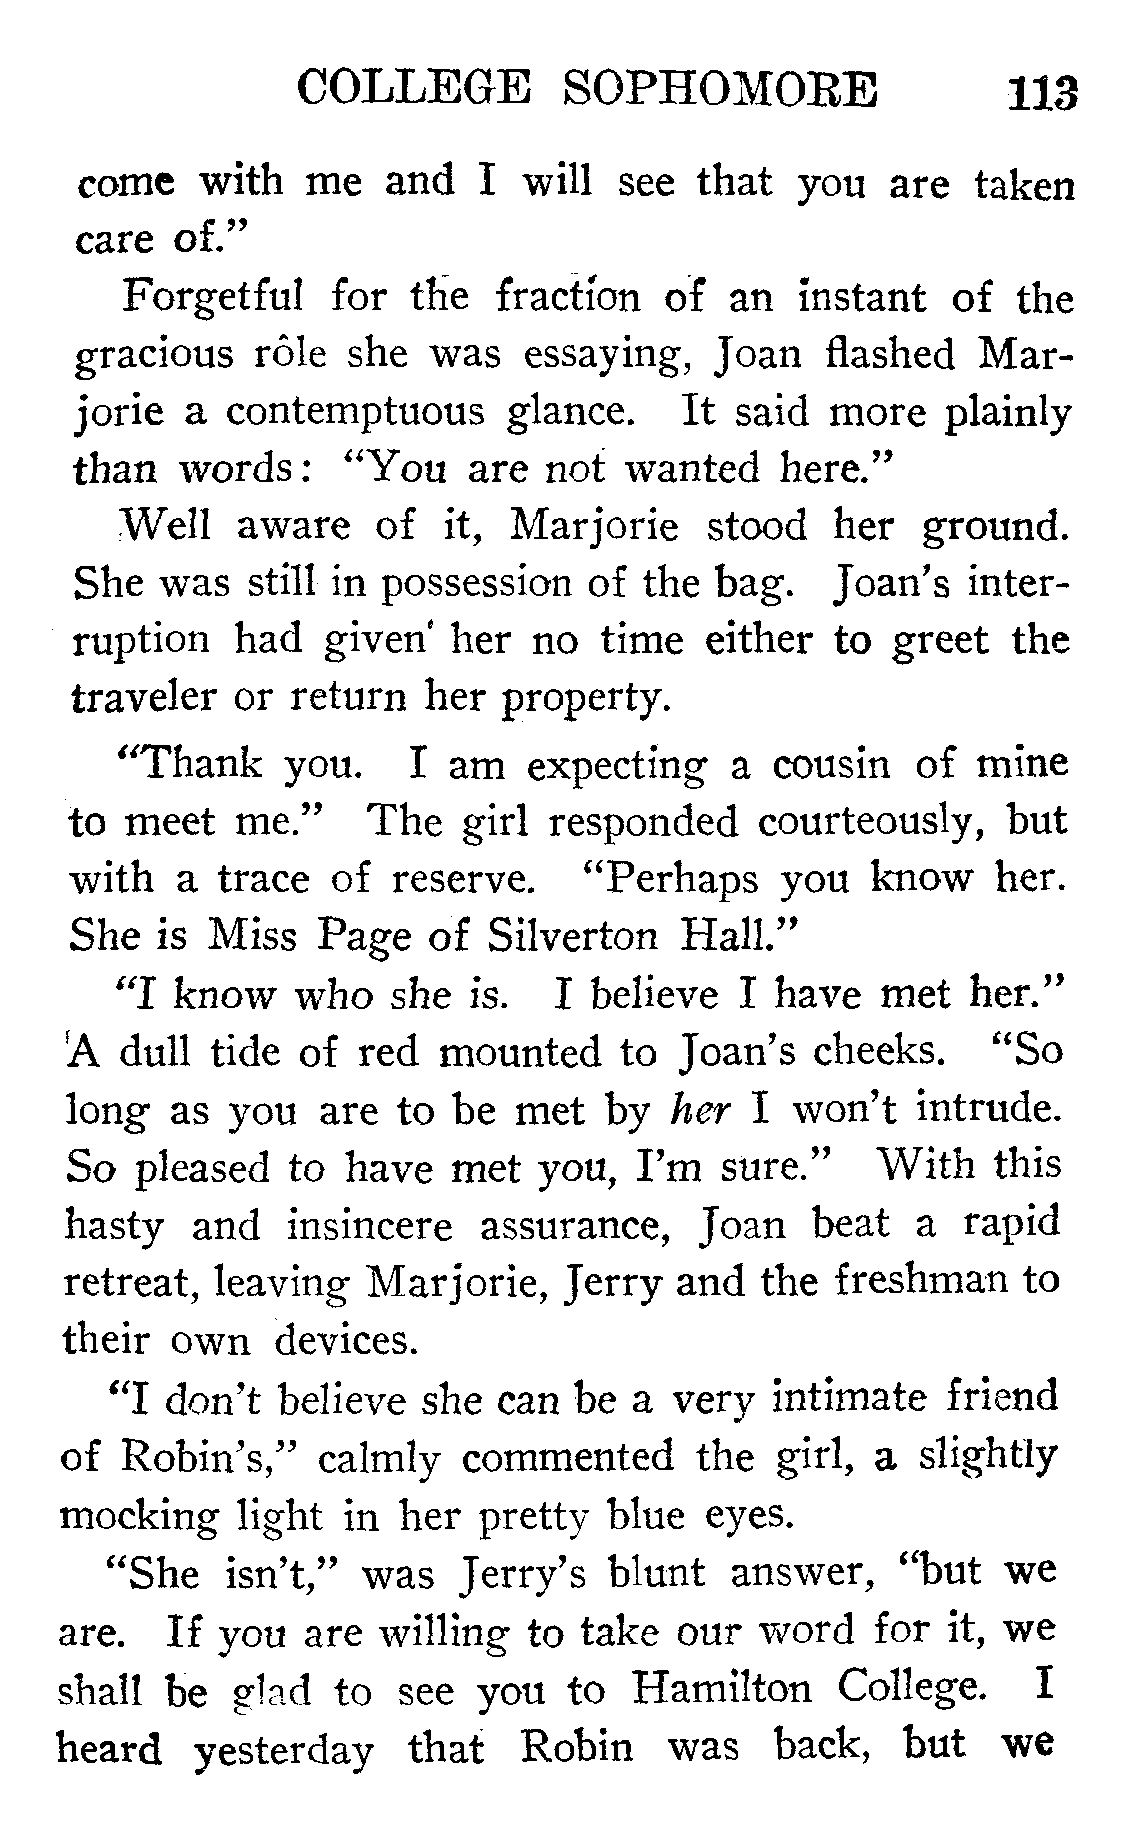 COLLEGE SOPHOMORE 113
come with me and I will see that you are taken
care of.”
Forgetful for the fraction of an instant of the
gracious rôle she was essaying, Joan flashed Mar-
jorie a contemptuous glance. It said more plainly
than words: “You are not wanted here.”
Well aware of it, Marjorie stood her ground.
She was still in possession of the bag. Joan’s inter-
ruption had given her no time either to greet the
traveler or return her property.
“Thank you. I am expecting a cousin of mine
to meet me.” The girl responded courteously, but
with a trace of reserve. “Perhaps you know her.
She is Miss Page of Silverton Hall.”
“I know who she is. I believe I have met her.”
A dull tide of red mounted to Joan’s cheeks. “So
long as you are to be met by her I won’t intrude.
So pleased to have met you, I’m sure.” With this
hasty and insincere assurance, Joan beat a rapid
retreat, leaving Marjorie, Jerry and the freshman to
their own devices.
“I don’t believe she can be a very intimate friend
of Robin’s,” calmly commented the girl, a slightly
mocking light in her pretty blue eyes.
“She isn’t,” was Jerry’s blunt answer, “but we
are. If you are willing to take our word for it, we
shall be glad to see you to Hamilton College. I
heard yesterday that Robin was back, but we